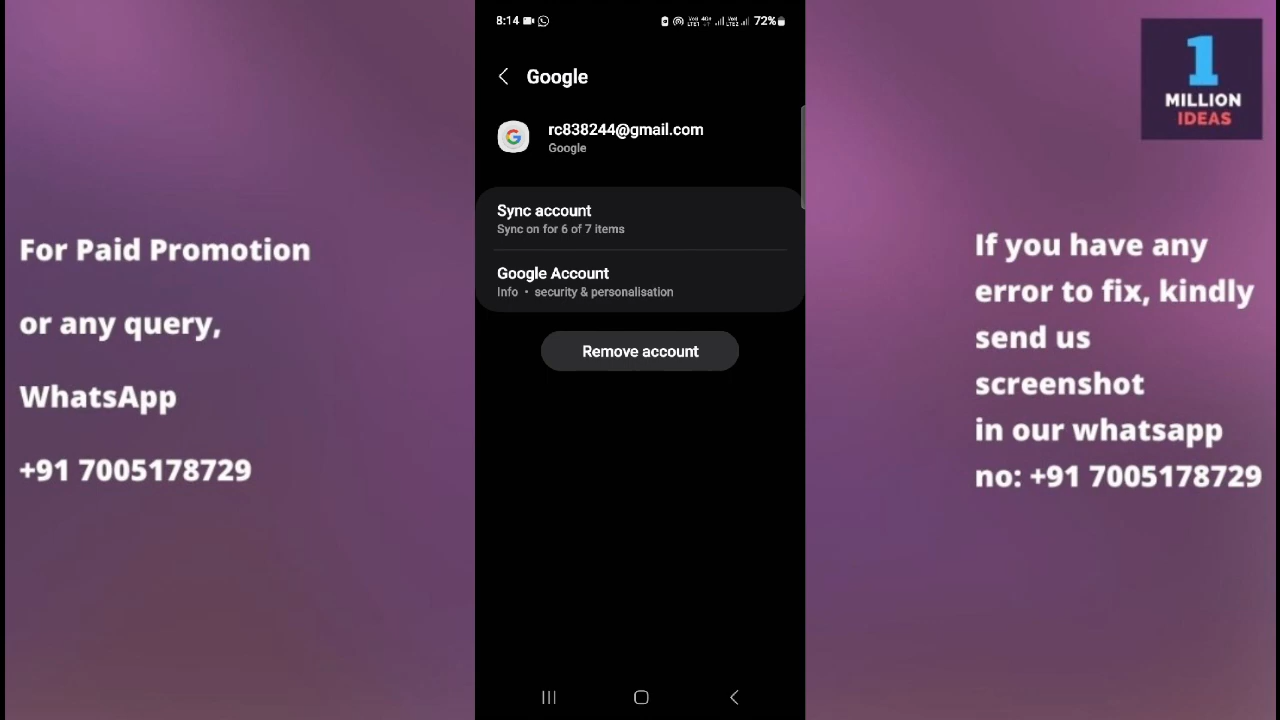 For Paid Promotion
or any query,
WhatsApp
+91 7005178729
8:14
72%
Google
rc838244@gmail.com
Google
Sync account
Sync on for 6 of 7 items
Google Account
Info • security & personalisation
Remove account
1
MILLION
IDEAS
If you have any
error to fix, kindly
send us
screenshot
in our whatsapp
no: +91 7005178729